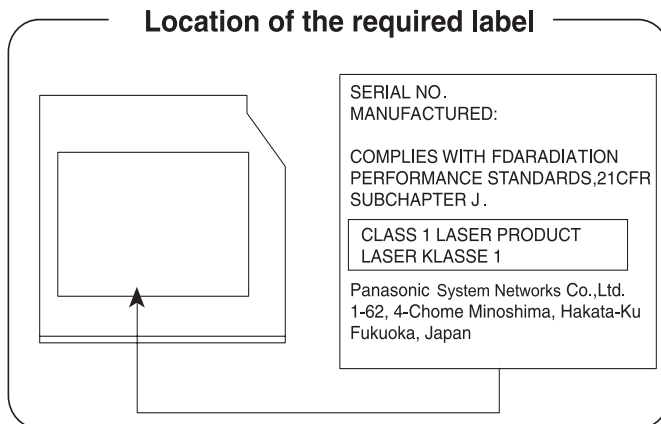 Location of the required label
SERIAL NO.
MANUFACTURED:
COMPLIES WITH FDARADIATION
PERFORMANCE STANDARDS,21CFR
SUBCHAPTER J.
CLASS 1 LASER PRODUCT
LASER KLASSE 1
Panasonic System Networks Co.,Ltd.
1-62, 4-Chome Minoshima, Hakata-Ku
Fukuoka, Japan